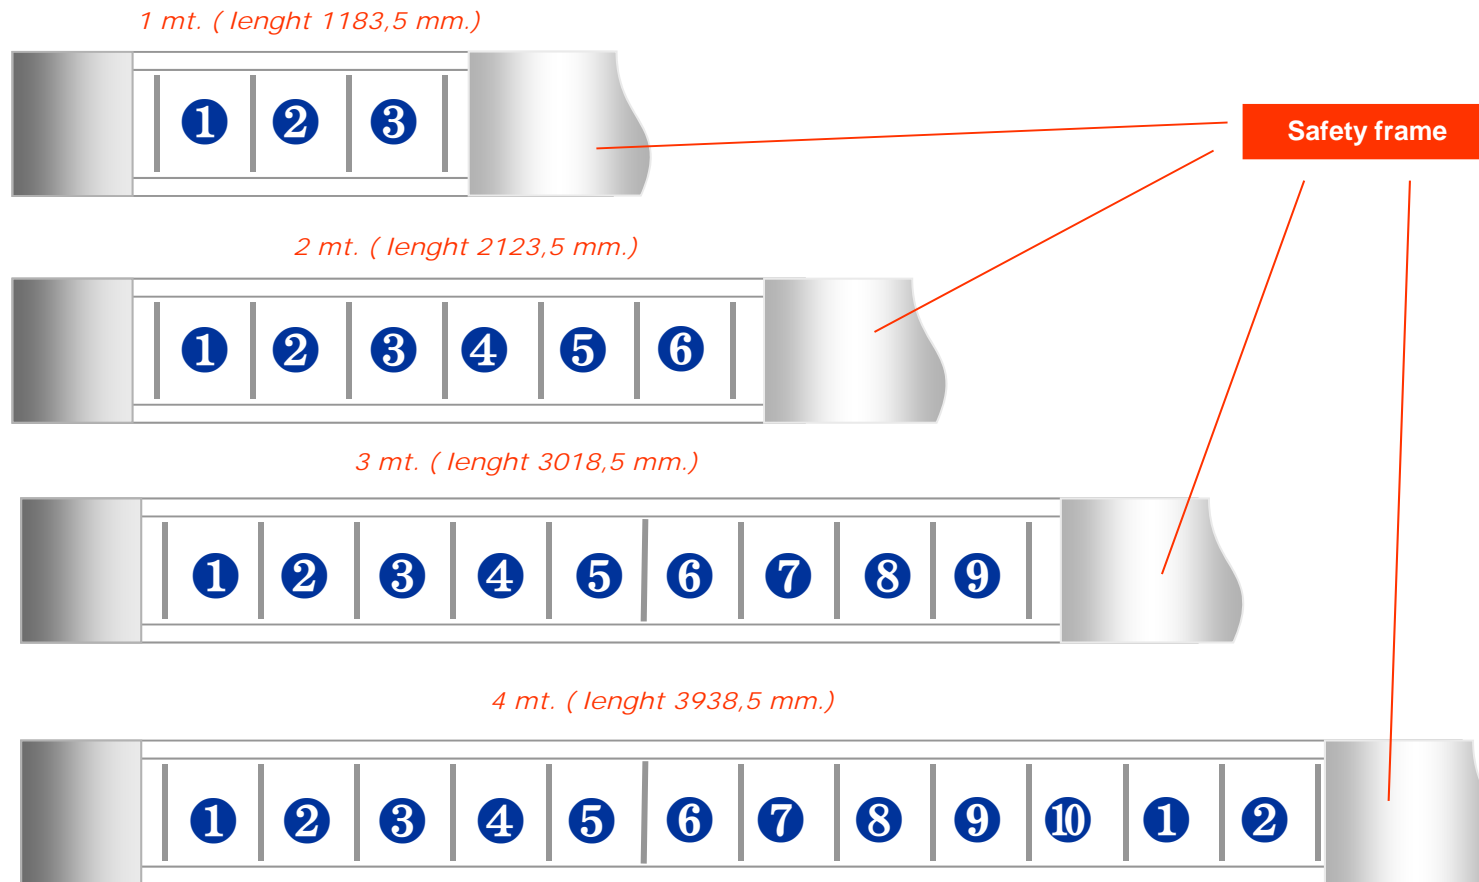 1 mt. ( lenght 1183,5 mm.)
1 2 3
Safety frame
2 mt. ( lenght 2123,5 mm.)
1 2 3 4 5 6
3 mt. ( lenght 3018,5 mm.)
1 2 3 4 5 6 7 8 9
4 mt. ( lenght 3938,5 mm.)
1 2 3 4 5 6 7 8 9 10 1 2